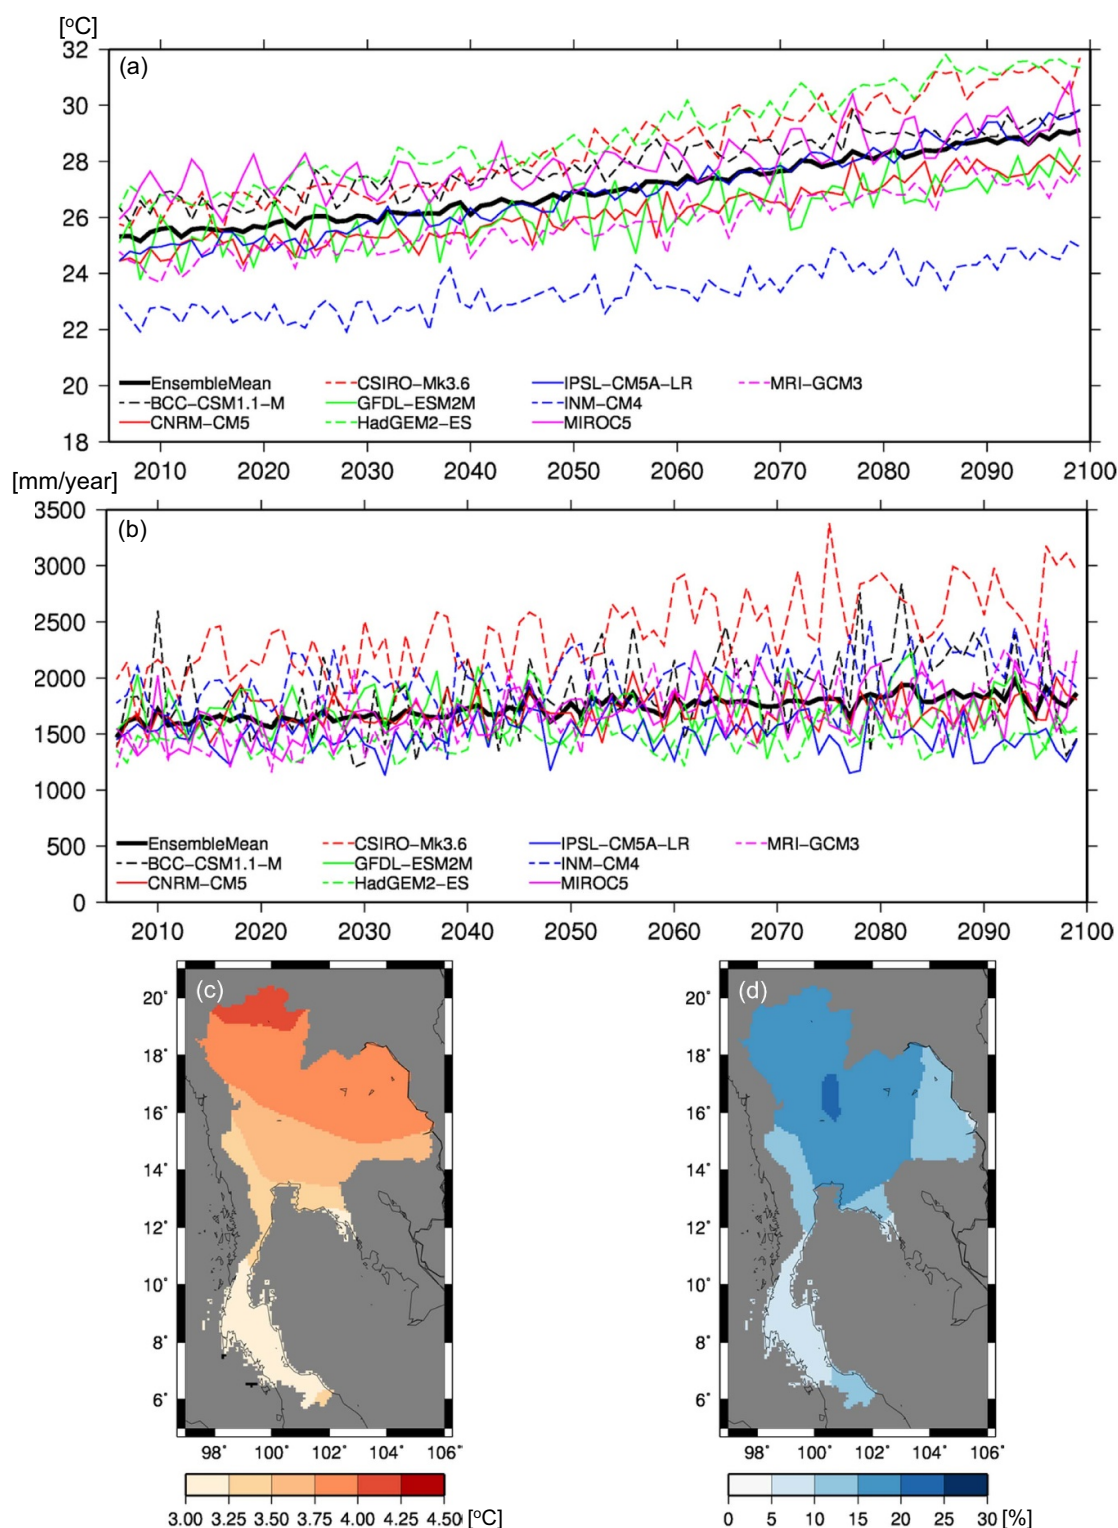 [°C]
32
(a)
30
28
26
24
22
20
18
EnsembleMean CSIRO−Mk3.6 IPSL−CM5A−LR MRI−GCM3
BCC−CSM1.1−M GFDL−ESM2M INM−CM4
CNRM−CM5 HadGEM2−ES MIROC5
2010 2020 2030 2040 2050 2060 2070 2080 2090 2100
[mm/year]
3500
(b)
3000
2500
2000
1500
1000
500
0
EnsembleMean CSIRO−Mk3.6 IPSL−CM5A−LR MRI−GCM3
BCC−CSM1.1−M GFDL−ESM2M INM−CM4
CNRM−CM5 HadGEM2−ES MIROC5
2010 2020 2030 2040 2050 2060 2070 2080 2090 2100
(c)
20°
18°
16°
14°
12°
10°
8°
6°
98° 100° 102° 104° 106°
3.00 3.25 3.50 3.75 4.00 4.25 4.50 [°C]
(d)
20°
18°
16°
14°
12°
10°
8°
6°
98° 100° 102° 104° 106°
0 5 10 15 20 25 30 [%]